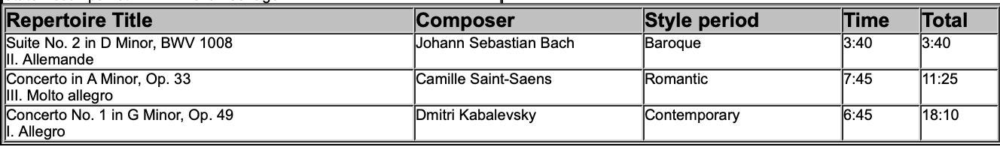 Repertoire Title Composer Style period Time Total
Suite No. 2 in D Minor, BWV 1008 Johann Sebastian Bach Baroque 3:40 3:40
II. Allemande
Concerto in A Minor, Op. 33 Camille Saint-Saens Romantic 7:45 11:25
III. Molto allegro
Concerto No. 1 in G Minor, Op. 49 Dmitri Kabalevsky Contemporary 6:45 18:10
I. Allegro